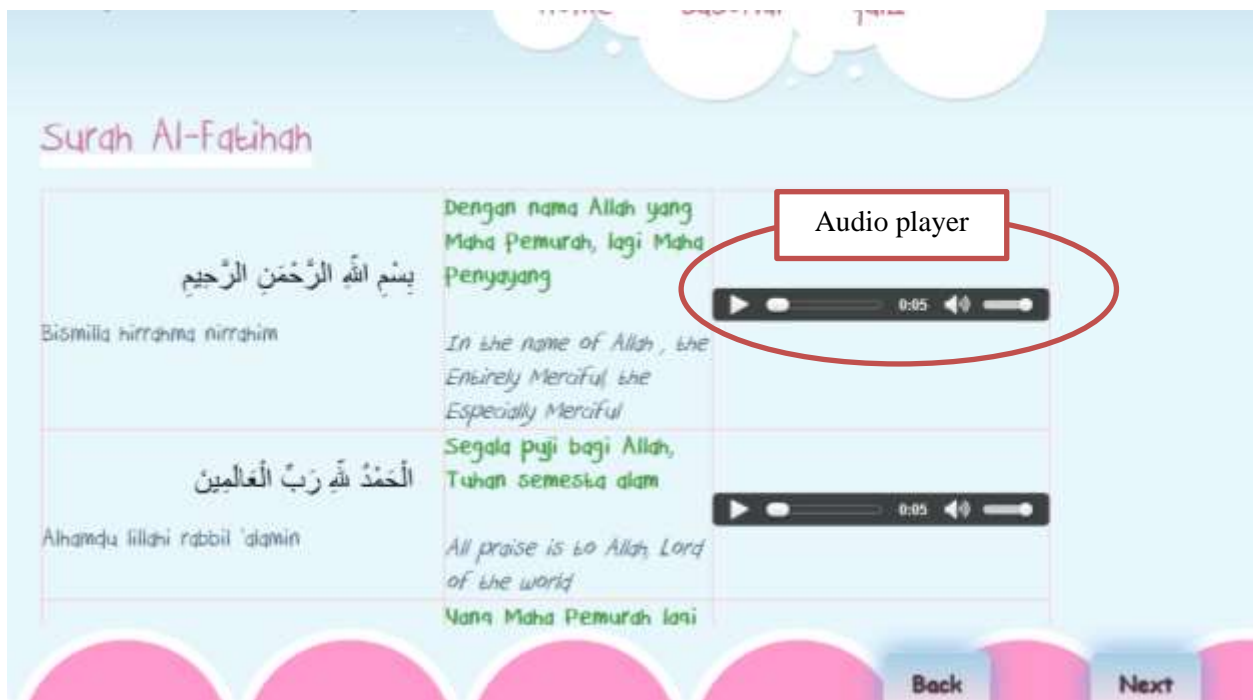 Surah Al-Fatihah
بِسْمِ اللّهِ الرَّحْمَنِ الرَّحِيمِ
Bismilla hirrahma nirrahim
Dengan nama Allah yang
Maha Pemurah, lagi Maha
Penyayang
In the name of Allah , the
Entirely Merciful, the
Especially Merciful
Audio player
0:05
الْحَمْدُ للّهِ رَبِّ الْعَالَمِينَ
Alhamdu lillahi rabbil 'alamin
Segala puji bagi Allah,
Tuhan semesta alam
All praise is to Allah, Lord
of the world
0:05
Yang Maha Pemurah lagi
Back
Next